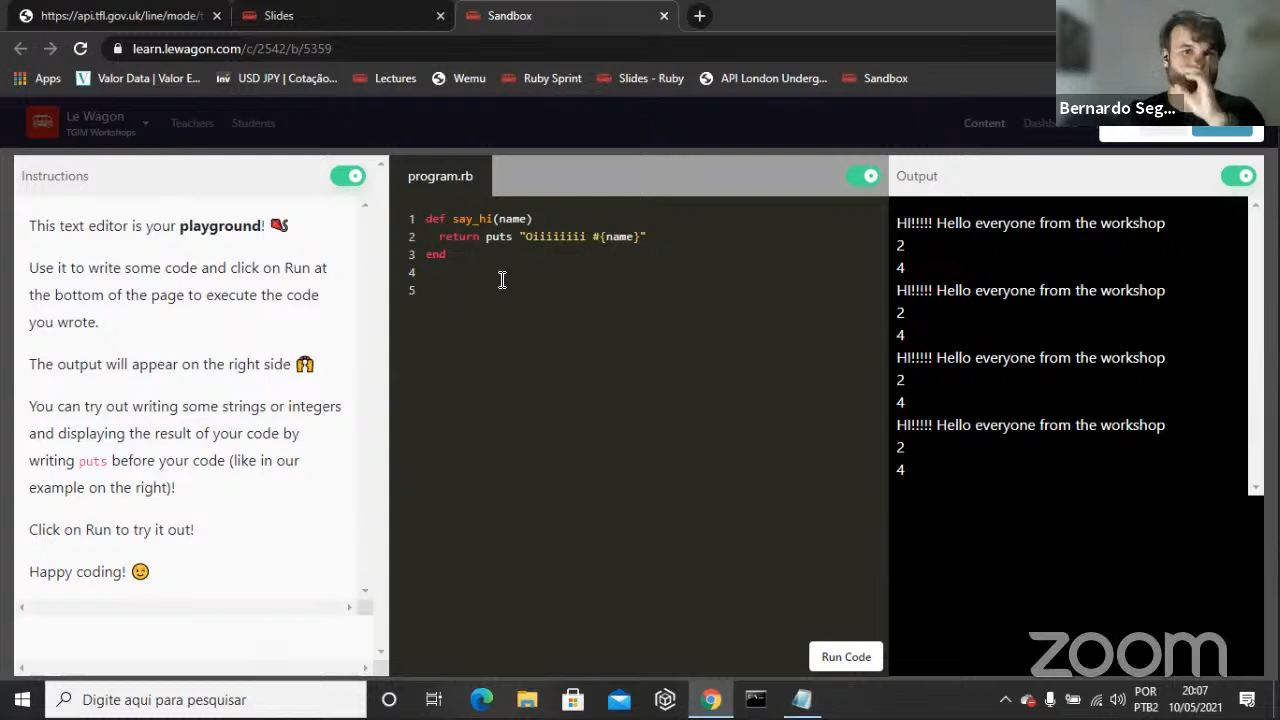 https://api.tfl.gov.uk/line/mode/t
Slides
Sandbox
learn.lewagon.com/c/2542/b/5359
Apps
Valor Data | Valor E...
USD JPY | Cotação...
Lectures
Wemu
Ruby Sprint
Slides - Ruby
API London Underg...
Sandbox
Bernardo Seg...
Le Wagon
TGIM Workshops
Teachers
Students
Content
Instructions
program.rb
Output
This text editor is your playground!
Use it to write some code and click on Run at
the bottom of the page to execute the code
you wrote.
The output will appear on the right side
You can try out writing some strings or integers
and displaying the result of your code by
writing puts before your code (like in our
example on the right)!
Click on Run to try it out!
Happy coding!
1 def say_hi(name)
2 return puts "Oiiiiiiii #{name}"
3 end
4
5
HI!!!!! Hello everyone from the workshop
2
4
HI!!!!! Hello everyone from the workshop
2
4
HI!!!!! Hello everyone from the workshop
2
4
HI!!!!! Hello everyone from the workshop
2
4
Run Code
zoom
Digite aqui para pesquisar
POR
PTB2
20:07
10/05/2021